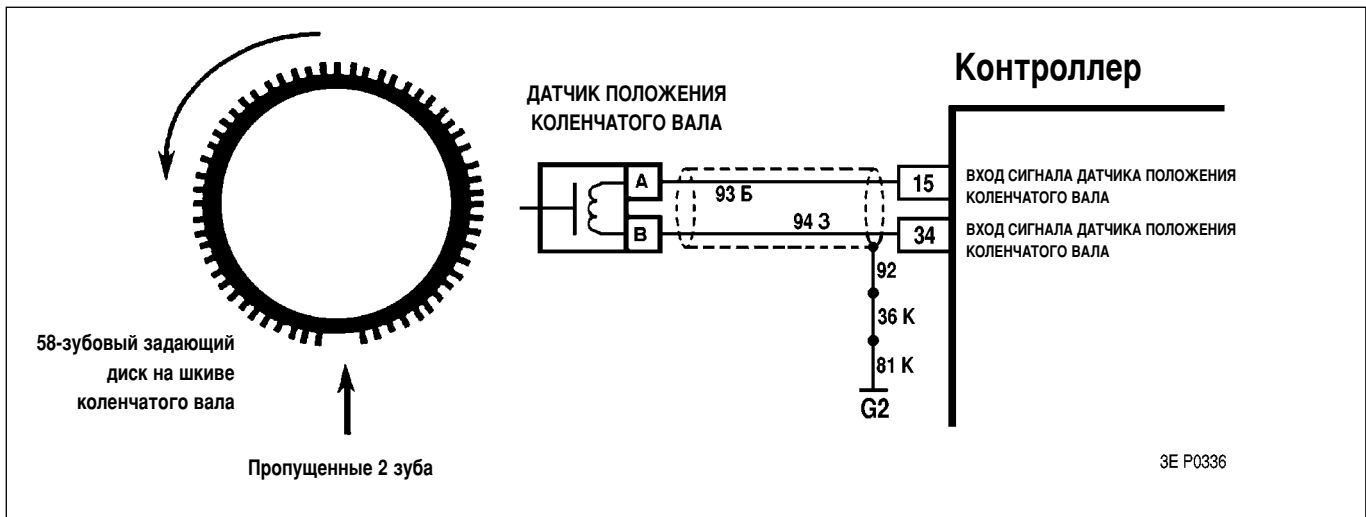 Контроллер
ДАТЧИК ПОЛОЖЕНИЯ
КОЛЕНЧАТОГО ВАЛА
A
93 Б
15
ВХОД СИГНАЛА ДАТЧИКА ПОЛОЖЕНИЯ
КОЛЕНЧАТОГО ВАЛА
B
94 З
34
ВХОД СИГНАЛА ДАТЧИКА ПОЛОЖЕНИЯ
КОЛЕНЧАТОГО ВАЛА
92
36 К
81 К
G2
58-зубовый задающий
диск на шкиве
коленчатого вала
Пропущенные 2 зуба
3E P0336